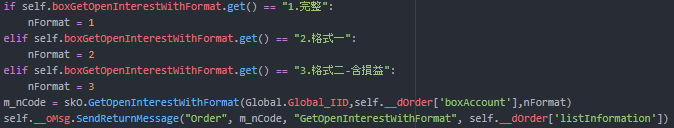 if self.boxGetOpenInterestWithFormat.get() == "1.完整":
    nFormat = 1
elif self.boxGetOpenInterestWithFormat.get() == "2.格式一":
    nFormat = 2
elif self.boxGetOpenInterestWithFormat.get() == "3.格式二-含損益":
    nFormat = 3
m_nCode = skO.GetOpenInterestWithFormat(Global.Global_IID,self.__dOrder['boxAccount'],nFormat)
self.__oMsg.SendReturnMessage("Order", m_nCode, "GetOpenInterestWithFormat", self.__dOrder['listInformation'])